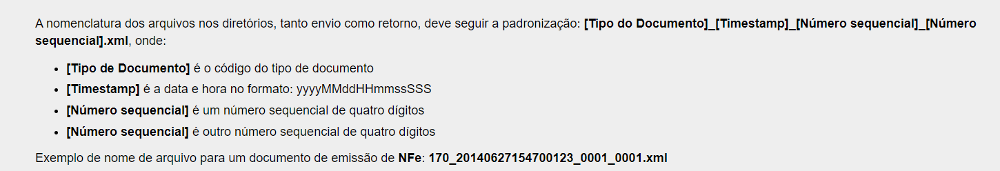 A nomenclatura dos arquivos nos diretórios, tanto envio como retorno, deve seguir a padronização: [Tipo do Documento]_[Timestamp]_[Número sequencial]_[Número
sequencial].xml, onde:
• [Tipo de Documento] é o código do tipo de documento
• [Timestamp] é a data e hora no formato: yyyyMMddHHmmssSSS
• [Número sequencial] é um número sequencial de quatro dígitos
• [Número sequencial] é outro número sequencial de quatro dígitos
Exemplo de nome de arquivo para um documento de emissão de NFe: 170_20140627154700123_0001_0001.xml